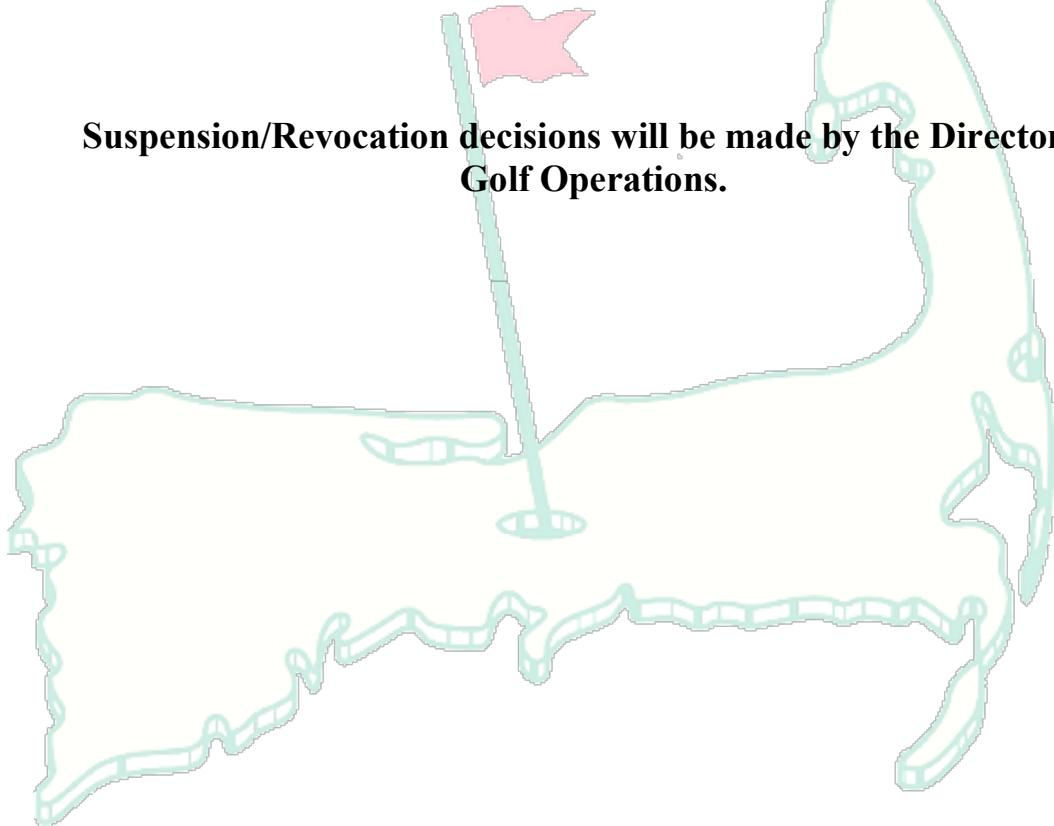 Suspension/Revocation decisions will be made by the Director
Golf Operations.